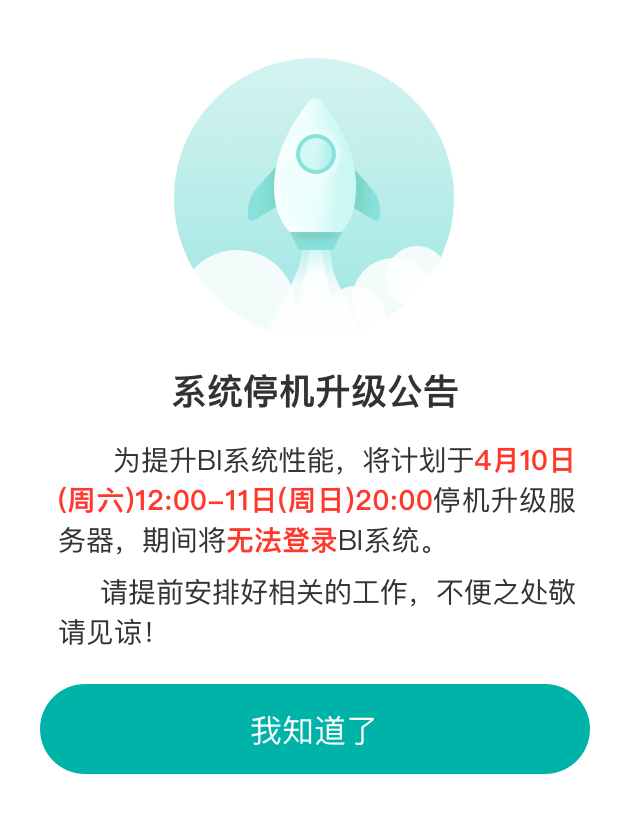 系统停机升级公告
为提升BI系统性能，将计划于4月10日
(周六)12:00–11日(周日)20:00停机升级服
务器，期间将无法登录BI系统。
请提前安排好相关的工作，不便之处敬
请见谅！
我知道了